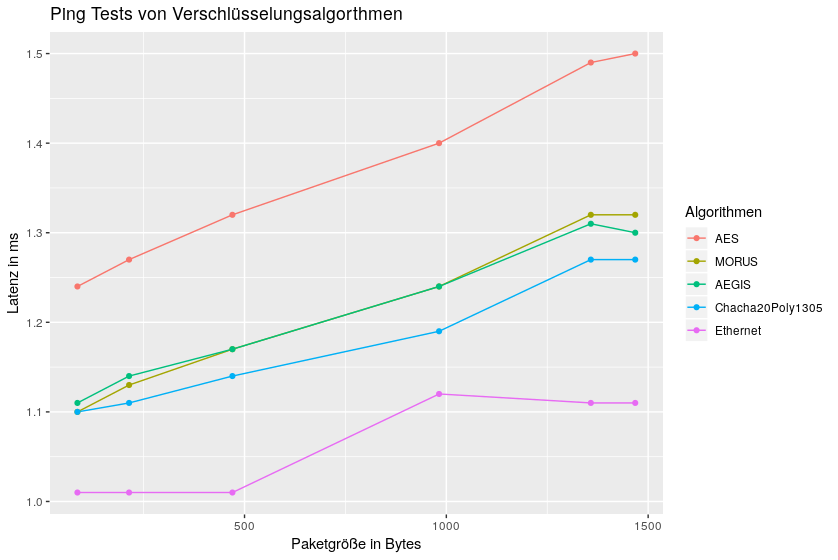 Ping Tests von Verschlüsselungsalgorthmen
1.5
1.4
1.3
1.2
1.1
1.0
Latenz in ms
500
1000
1500
Paketgröße in Bytes
Algorithmen
AES
MORUS
AEGIS
Chacha20Poly1305
Ethernet